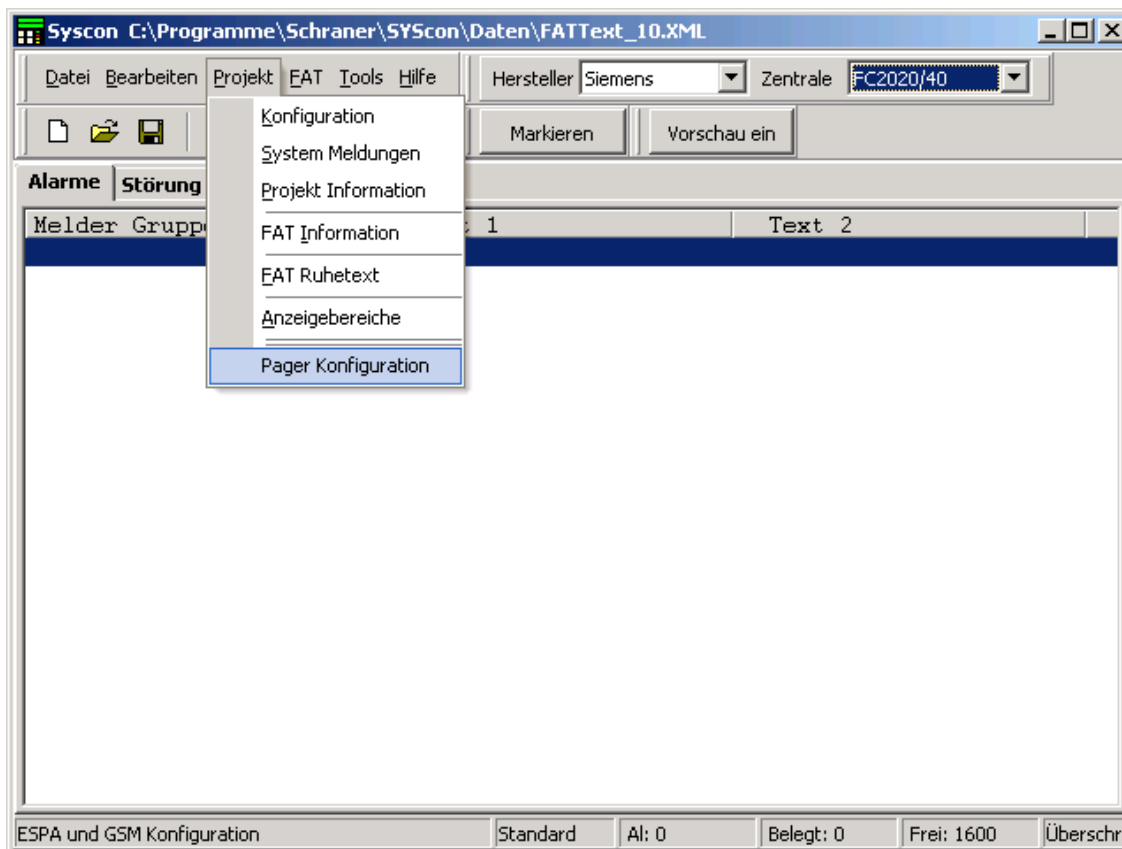 Syscon C:\Programme\Schraner\SYScon\Daten\FATText_10.XML
Datei Bearbeiten Projekt FAT Tools Hilfe Hersteller Siemens Zentrale FC2020/40
Konfiguration
Markieren Vorschau ein
System Meldungen
Alarme Störung
Projekt Information
Melder Grupp 1 Text 2
FAT Information
FAT Ruhetext
Anzeigebereiche
Pager Konfiguration
ESPA und GSM Konfiguration Standard Al: 0 Belegt: 0 Frei: 1600 Überschr